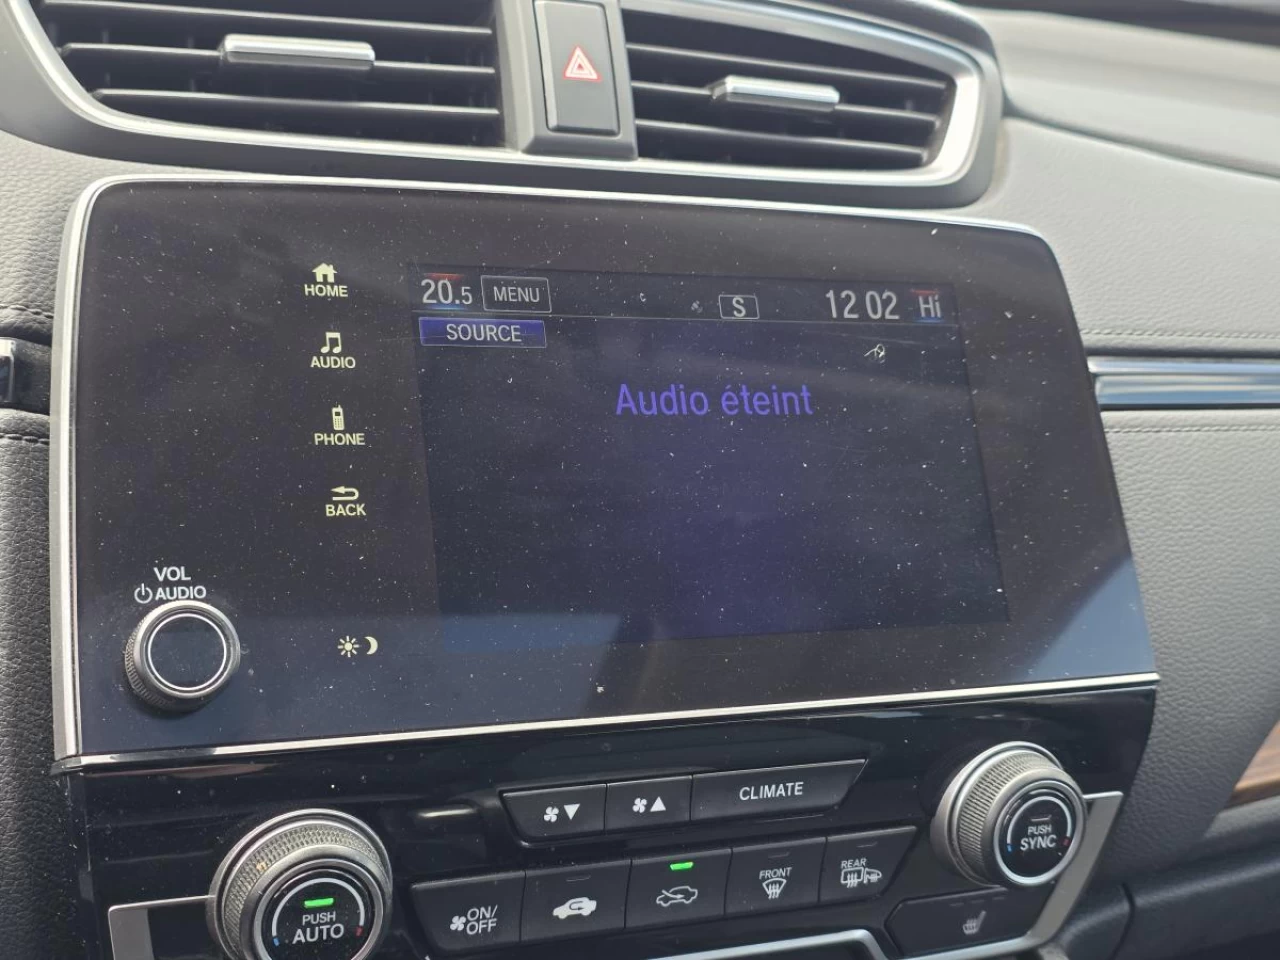 HOME
20.5 MENU S 12 02 Hi
SOURCE
AUDIO
Audio éteint
PHONE
BACK
VOL
AUDIO
CLIMATE
PUSH
SYNC
PUSH
AUTO
ON/
OFF
FRONT
REAR